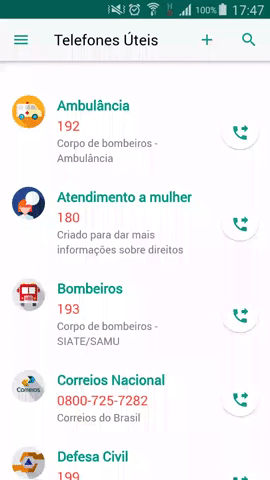 100% 17:47
Telefones Úteis
Ambulância
192
Corpo de bombeiros -
Ambulância
Atendimento a mulher
180
Criado para dar mais
informações sobre direitos
Bombeiros
193
Corpo de bombeiros -
SIATE/SAMU
Correios
Correios Nacional
0800-725-7282
Correios do Brasil
Defesa Civil
199